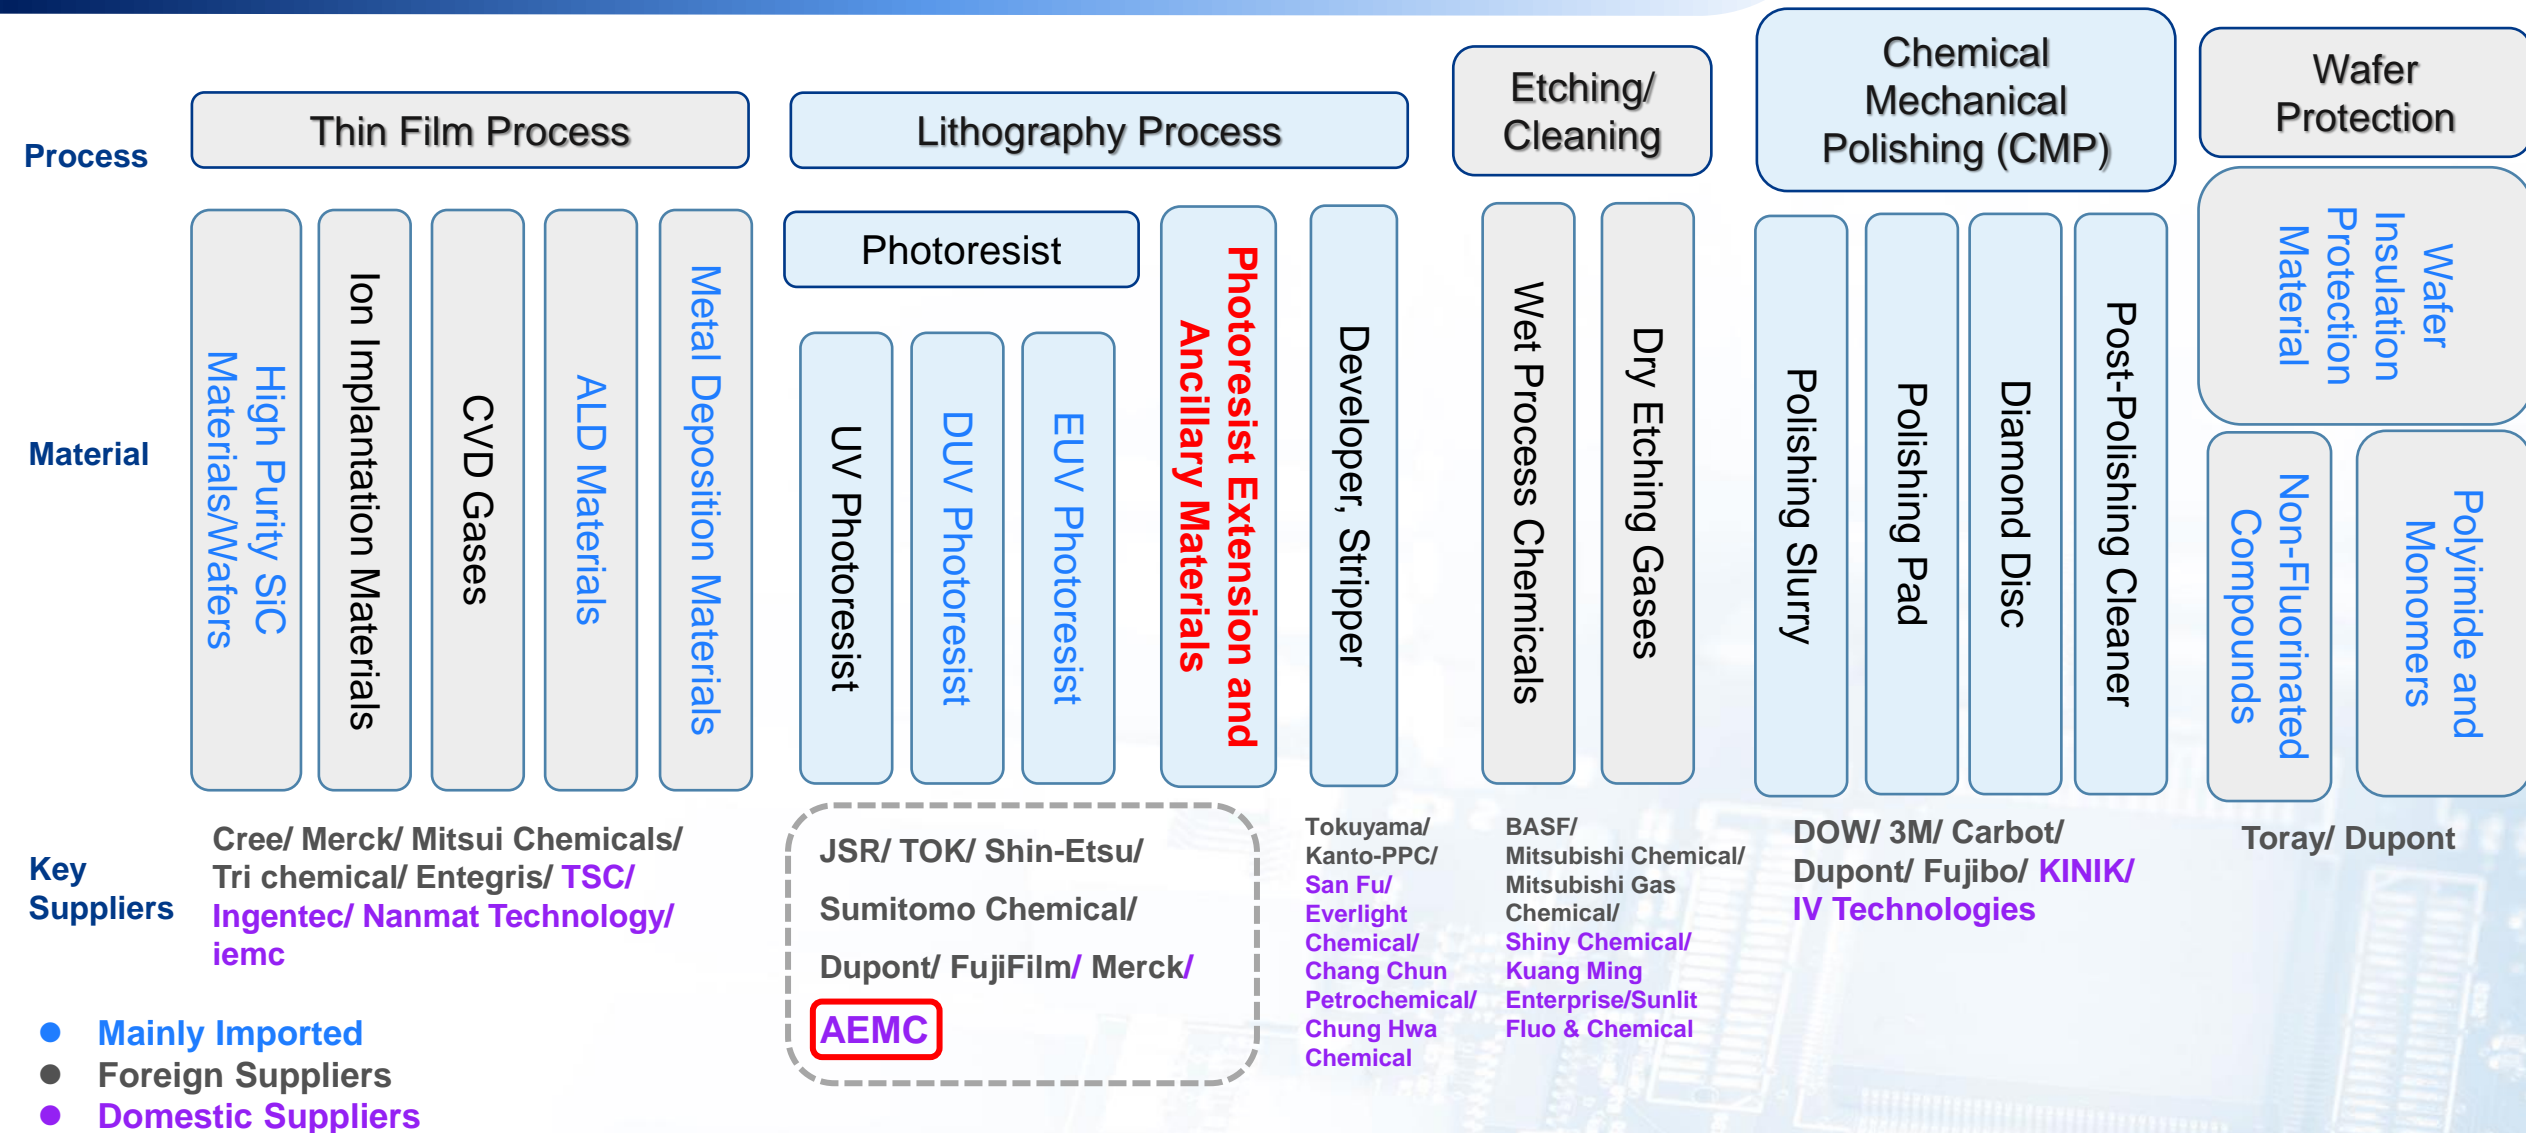 Process
Thin Film Process
Lithography Process
Etching/
Cleaning
Chemical
Mechanical
Polishing (CMP)
Wafer
Protection
Material
High Purity SiC
Materials/Wafers
Ion Implantation Materials
CVD Gases
ALD Materials
Metal Deposition Materials
Photoresist
UV Photoresist
DUV Photoresist
EUV Photoresist
Photoresist Extension and
Ancillary Materials
Developer, Stripper
Wet Process Chemicals
Dry Etching Gases
Polishing Slurry
Polishing Pad
Diamond Disc
Post-Polishing Cleaner
Wafer
Insulation
Protection
Material
Non-Fluorinated
Compounds
Polyimide and
Monomers
Key
Suppliers
Cree/ Merck/ Mitsui Chemicals/
Tri chemical/ Entegris/ TSC/
Ingentec/ Nanmat Technology/
iemc
JSR/ TOK/ Shin-Etsu/
Sumitomo Chemical/
Dupont/ FujiFilm/ Merck/
AEMC
Tokuyama/
Kanto-PPC/
San Fu/
Everlight
Chemical/
Chang Chun
Petrochemical/
Chung Hwa
Chemical
BASF/
Mitsubishi Chemical/
Mitsubishi Gas
Chemical/
Shiny Chemical/
Kuang Ming
Enterprise/Sunlit
Fluo & Chemical
DOW/ 3M/ Carbot/
Dupont/ Fujibo/ KINIK/
IV Technologies
Toray/ Dupont
Mainly Imported
Foreign Suppliers
Domestic Suppliers